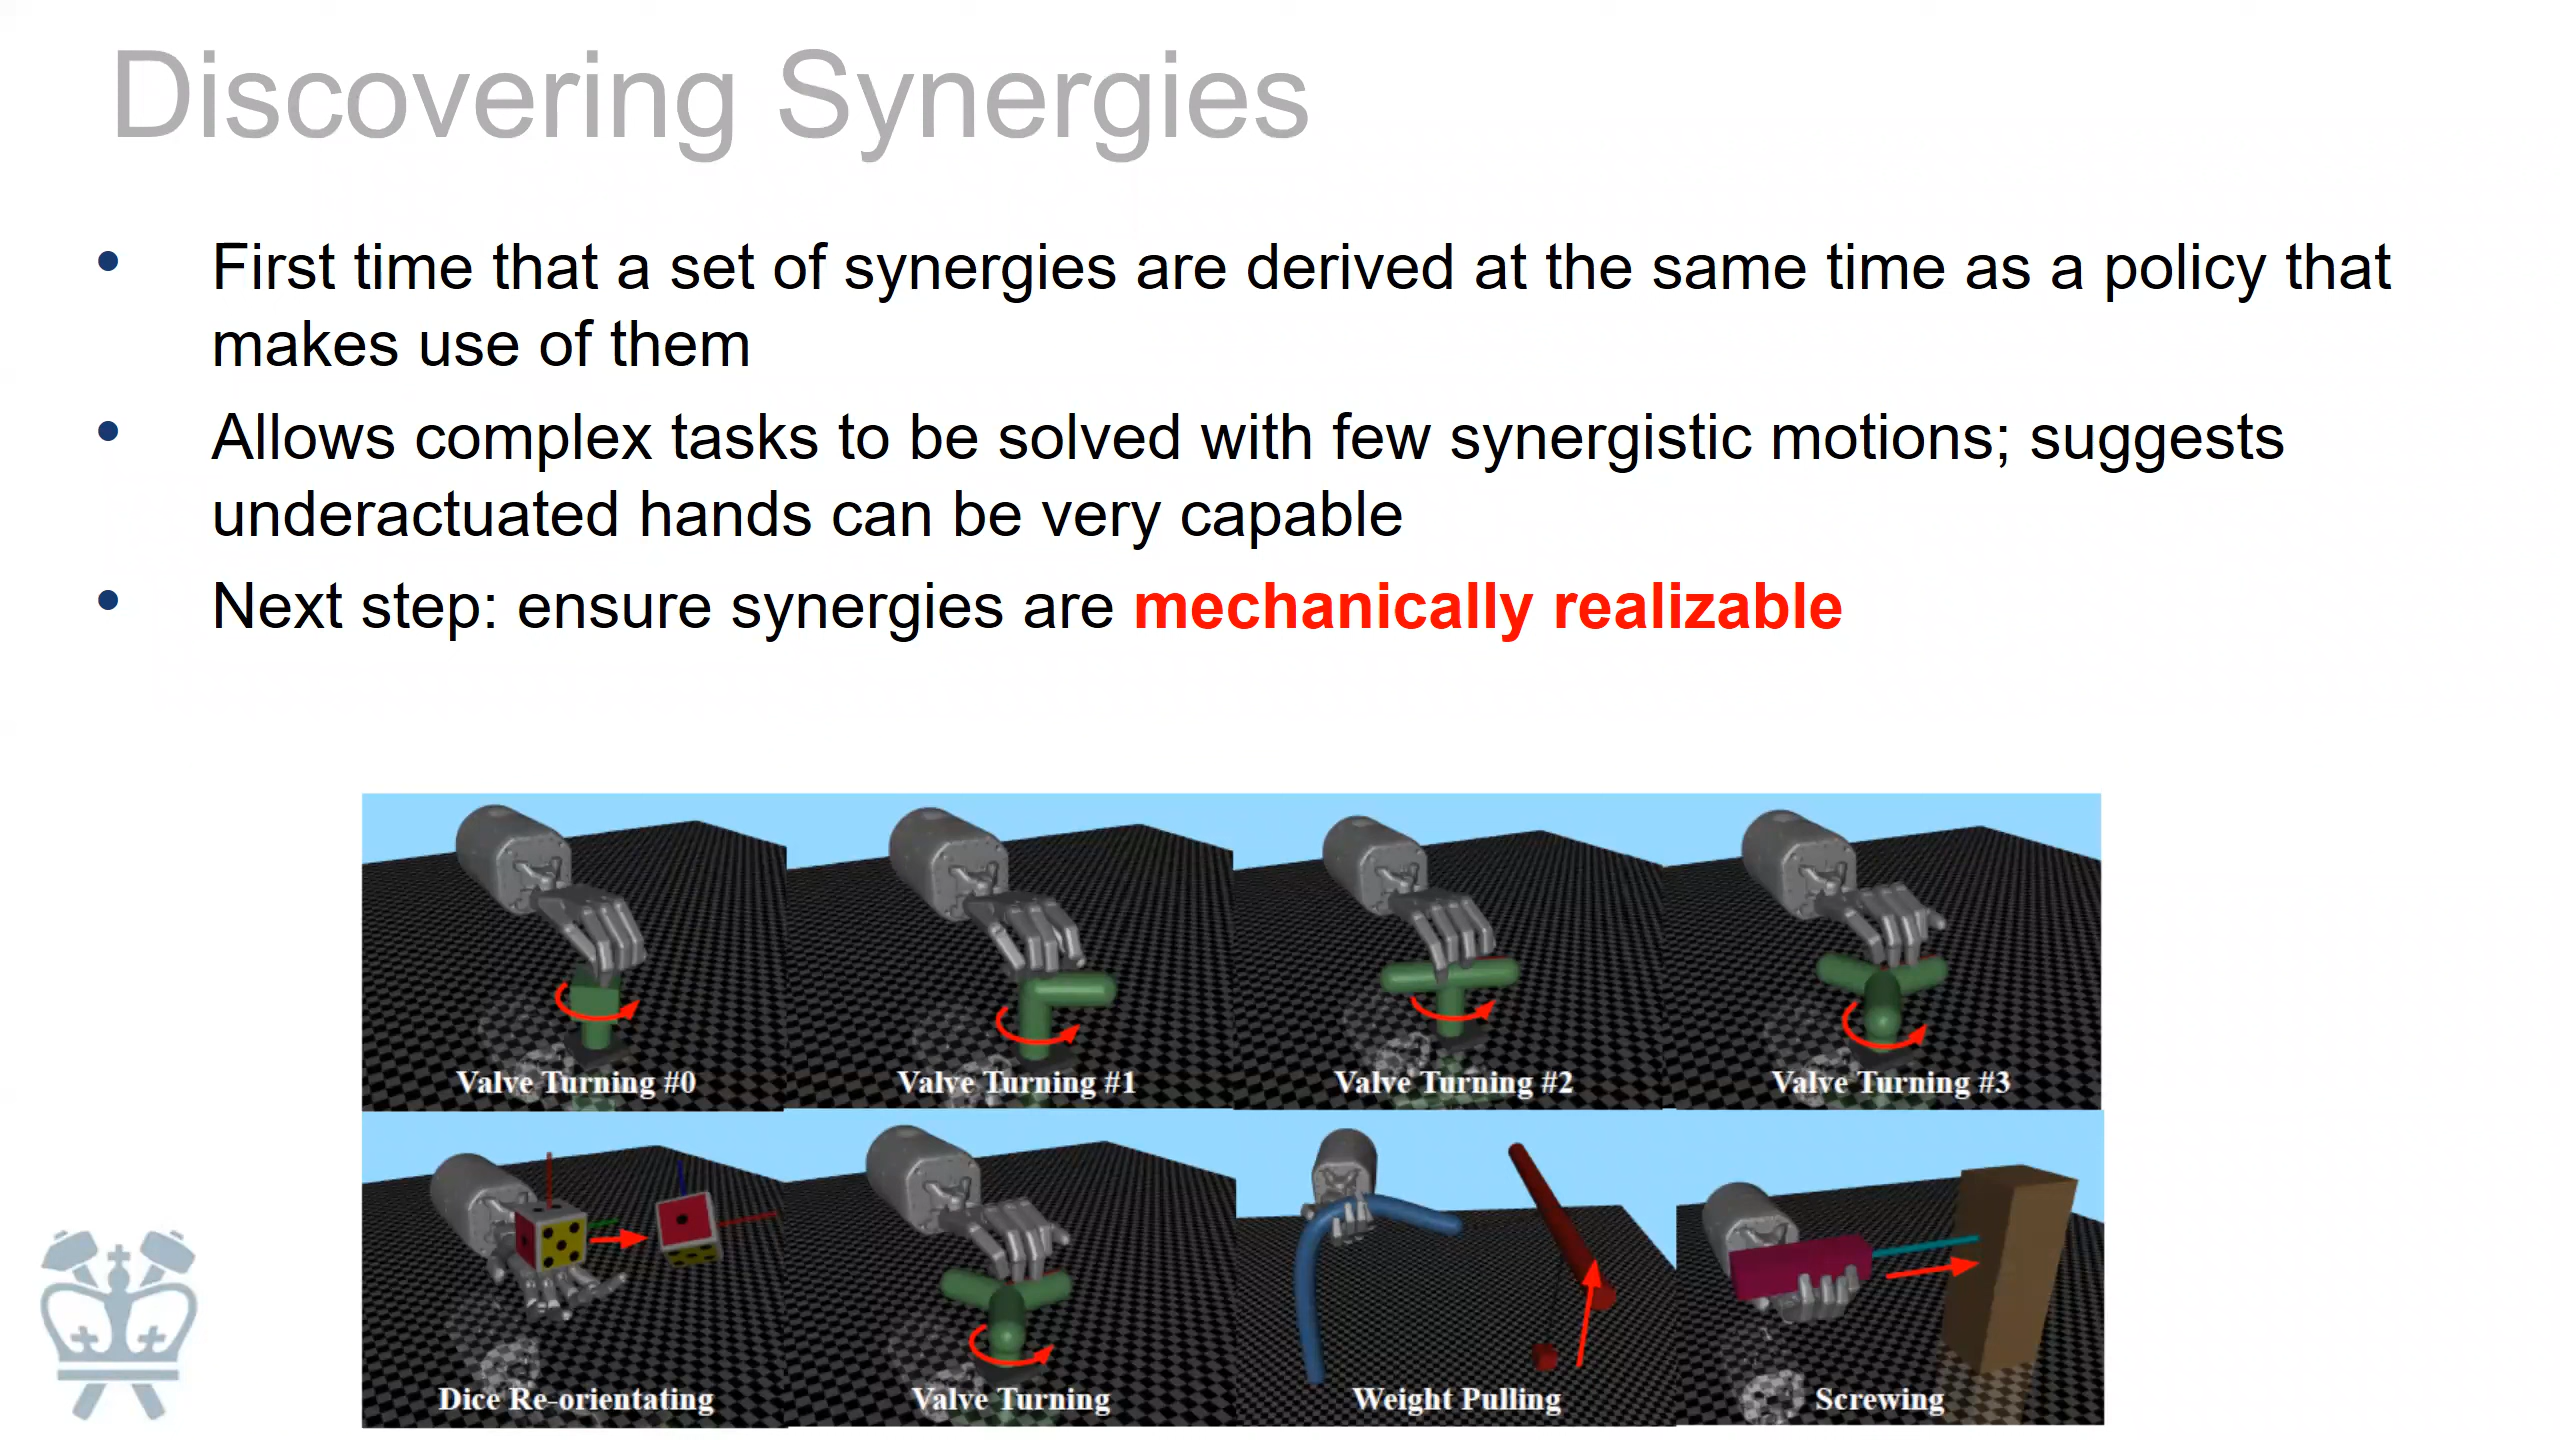 Discovering Synergies
• First time that a set of synergies are derived at the same time as a policy that
makes use of them
• Allows complex tasks to be solved with few synergistic motions; suggests
underactuated hands can be very capable
• Next step: ensure synergies are mechanically realizable
Valve Turning #0
Valve Turning #1
Valve Turning #2
Valve Turning #3
Dice Re-orientating
Valve Turning
Weight Pulling
Screwing